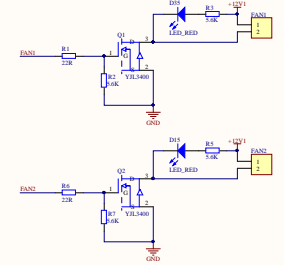 D35
R3
+12V1
FAN1
LED_RED
5.6K
1
2
Q1
D
3
FAN1
R1
1
G
22R
S
2
R2
5.6K
YJL3400
GND
D15
R5
+12V1
FAN2
LED_RED
5.6K
1
2
Q2
D
3
FAN2
R6
1
G
22R
S
2
R7
5.6K
YJL3400
GND